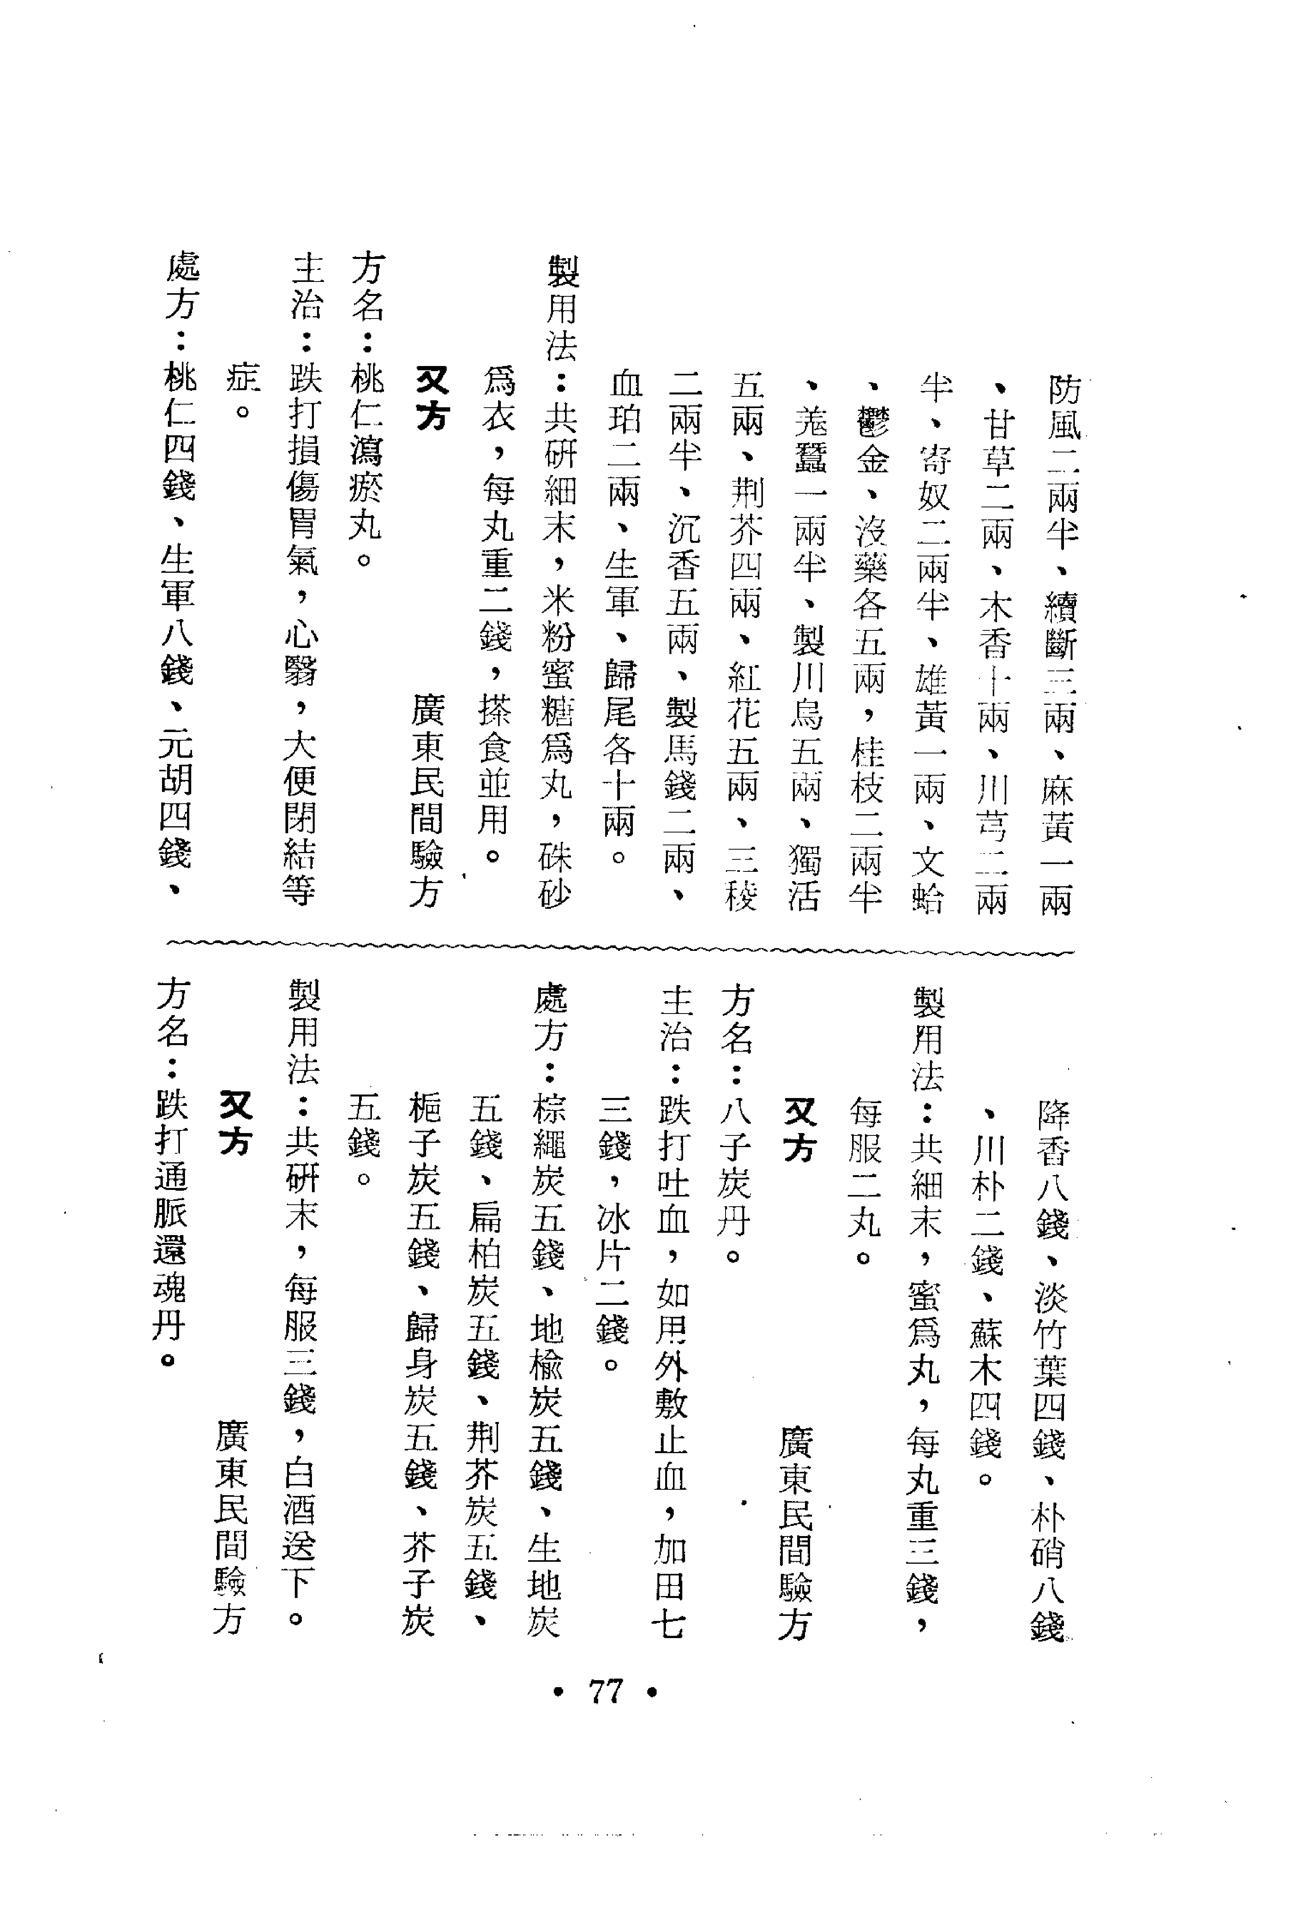 防風二兩半、續斷三兩、麻黃一兩
、甘草二兩、木香十兩、川芎二兩
半、寄奴二兩半、雄黃一兩、文蛤
、鬱金、沒藥各五兩，桂枝二兩半
、羗蠶一兩半、製川烏五兩、獨活
五兩、荆芥四兩、紅花五兩、三稜
二兩半、沉香五兩、製馬錢二兩、
血珀二兩、生軍、歸尾各十兩。
製用法：共研細末，米粉蜜糖爲丸，硃砂
爲衣，每丸重二錢，搽食並用。
又方　廣東民間驗方
方名：桃仁瀉瘀丸。
主治：跌打損傷胃氣，心翳，大便閉結等
症。
處方：桃仁四錢、生軍八錢、元胡四錢、
降香八錢、淡竹葉四錢、朴硝八錢
、川朴二錢、蘇木四錢。
製用法：共細末，蜜爲丸，每丸重三錢，
每服二丸。
又方　廣東民間驗方
方名：八子炭丹。
主治：跌打吐血，如用外敷止血，加田七
三錢，冰片二錢。
處方：棕繩炭五錢、地榆炭五錢、生地炭
五錢、扁柏炭五錢、荆芥炭五錢、
梔子炭五錢、歸身炭五錢、芥子炭
五錢。
製用法：共研末，每服三錢，白酒送下。
又方　廣東民間驗方
方名：跌打通脈還魂丹。
• 77 •